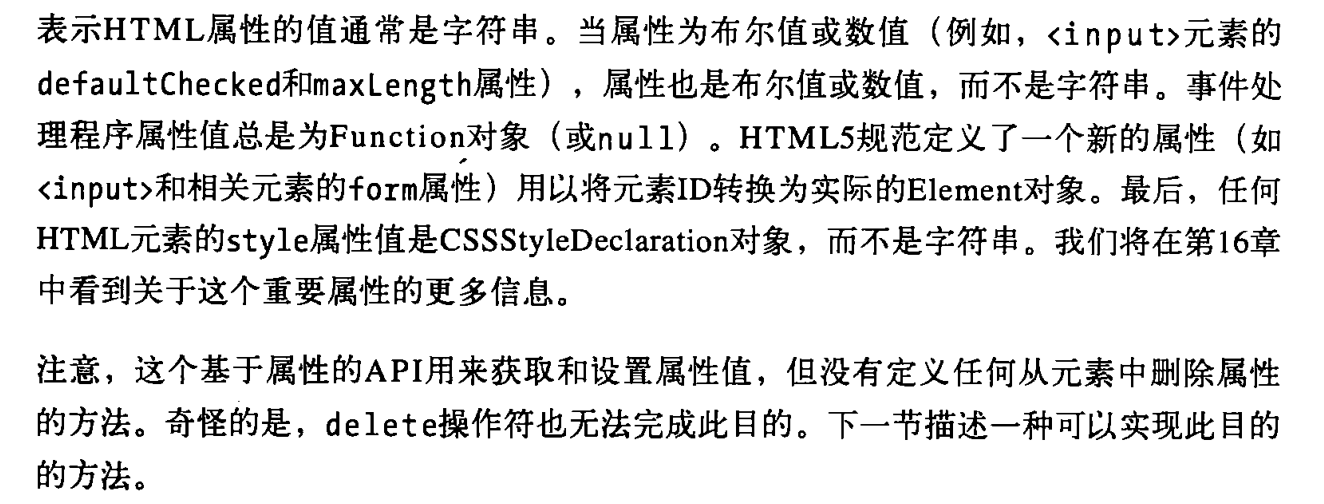 表示HTML属性的值通常是字符串。当属性为布尔值或数值（例如，<input>元素的
defaultChecked和maxLength属性），属性也是布尔值或数值，而不是字符串。事件处
理程序属性值总是为Function对象（或null）。HTML5规范定义了一个新的属性（如
<input>和相关元素的form属性）用以将元素ID转换为实际的Element对象。最后，任何
HTML元素的style属性值是CSSStyleDeclaration对象，而不是字符串。我们将在第16章
中看到关于这个重要属性的更多信息。
注意，这个基于属性的API用来获取和设置属性值，但没有定义任何从元素中删除属性
的方法。奇怪的是，delete操作符也无法完成此目的。下一节描述一种可以实现此目的
的方法。